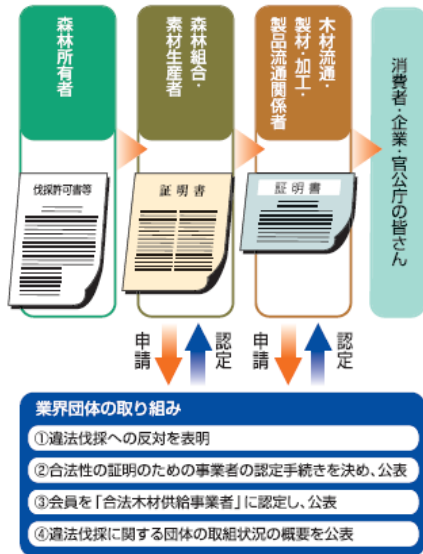 森林所有者
森林組合・
素材生産者
木材流通・
製材・加工・
製品流通関係者
消費者・企業・官公庁の皆さん
伐採許可書等
証明書
証明書
申請
認定
申請
認定
業界団体の取り組み
①違法伐採への反対を表明
②合法性の証明のための事業者の認定手続きを決め、公表
③会員を「合法木材供給事業者」に認定し、公表
④違法伐採に関する団体の取組状況の概要を公表